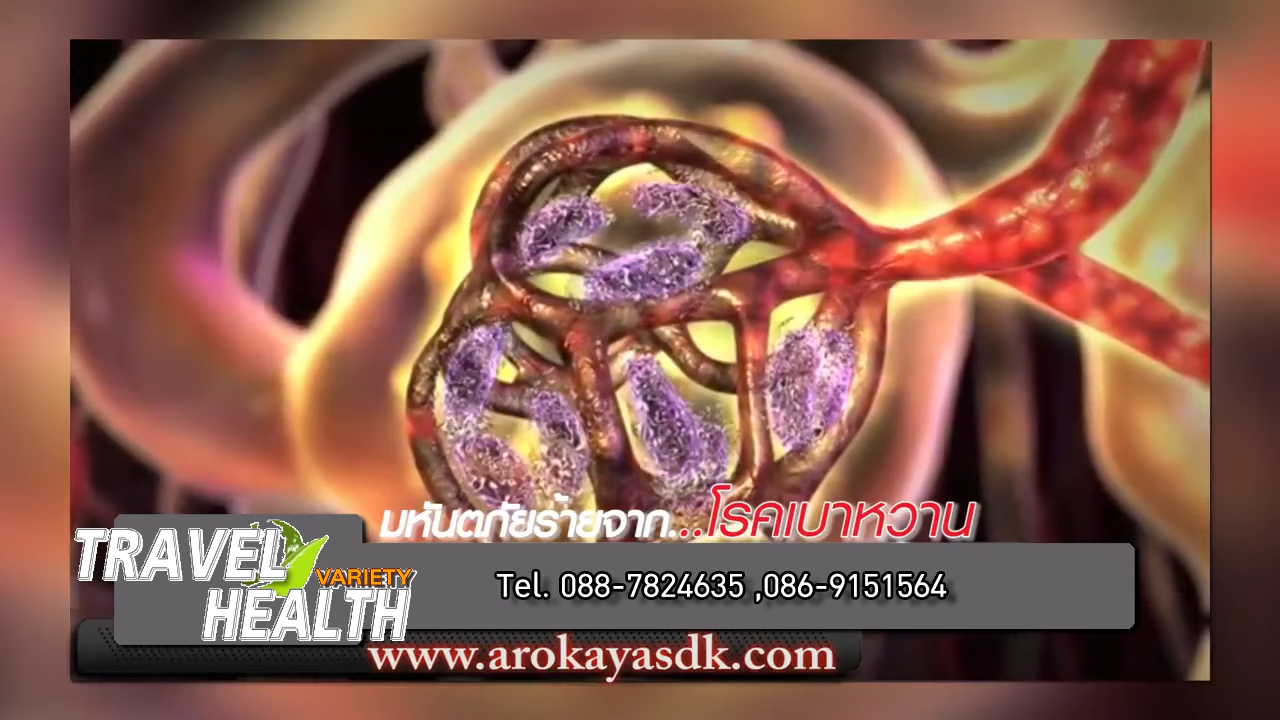 มหันตภัยร้ายจาก...โรคเบาหวาน
TRAVEL
VARIETY
HEALTH
Tel. 088-7824635 ,086-9151564
www.arokayasdk.com